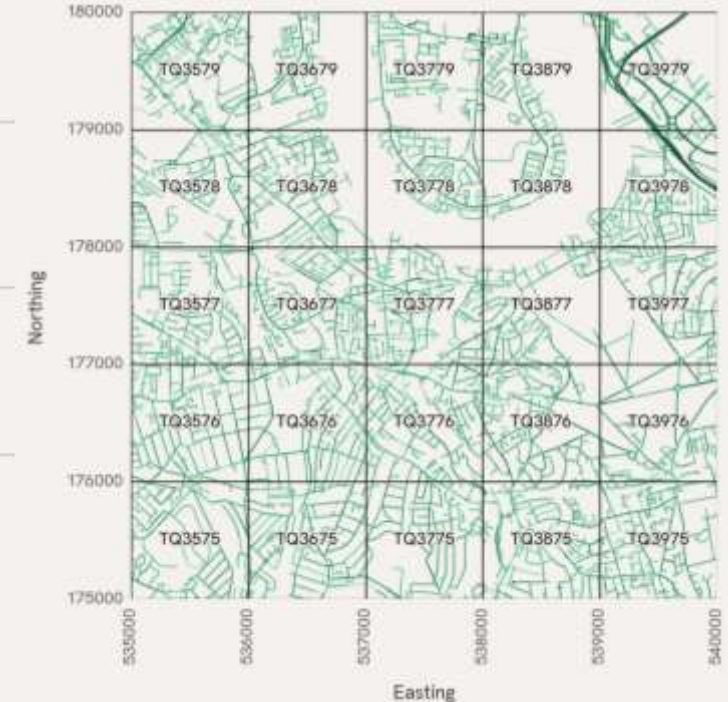 180000
TQ3579 TQ3679 TQ3779 TQ3879 TQ3979
179000
TQ3578 TQ3678 TQ3778 TQ3878 TQ3978
178000
Northing
TQ3577 TQ3677 TQ3777 TQ3877 TQ3977
177000
TQ3576 TQ3676 TQ3776 TQ3876 TQ3976
176000
TQ3575 TQ3675 TQ3775 TQ3875 TQ3975
175000
535000 536000 537000 538000 539000 540000
Easting